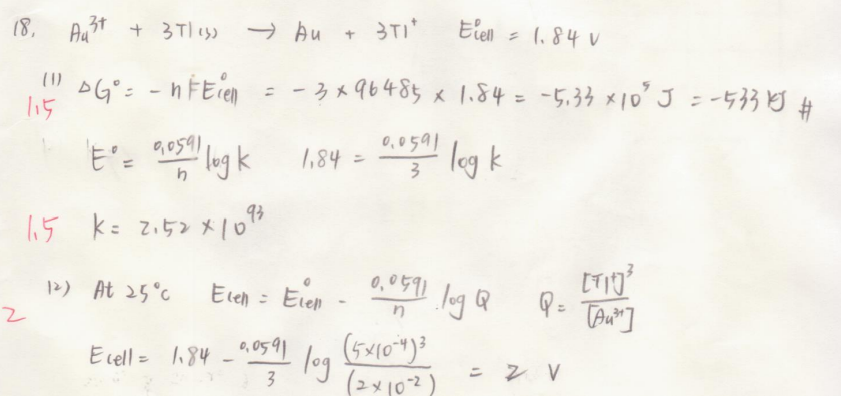 18. Au³⁺ + 3Tl(s) → Au + 3Tl⁺ E°cell = 1.84 V
(1) ΔG° = - nFE°cell = - 3 × 96485 × 1.84 = -5.33 × 10⁵ J = -533 kJ #
1.5
E° = 0.0591/n log k 1.84 = 0.0591/3 log k
1.5 k = 2.52 × 10⁹³
(2) At 25°C Ecell = E°cell - 0.0591/n log Q Q = [Tl⁺]³/[Au³⁺]
2
Ecell = 1.84 - 0.0591/3 log (5×10⁻⁴)³/(2×10⁻²) = 2 V